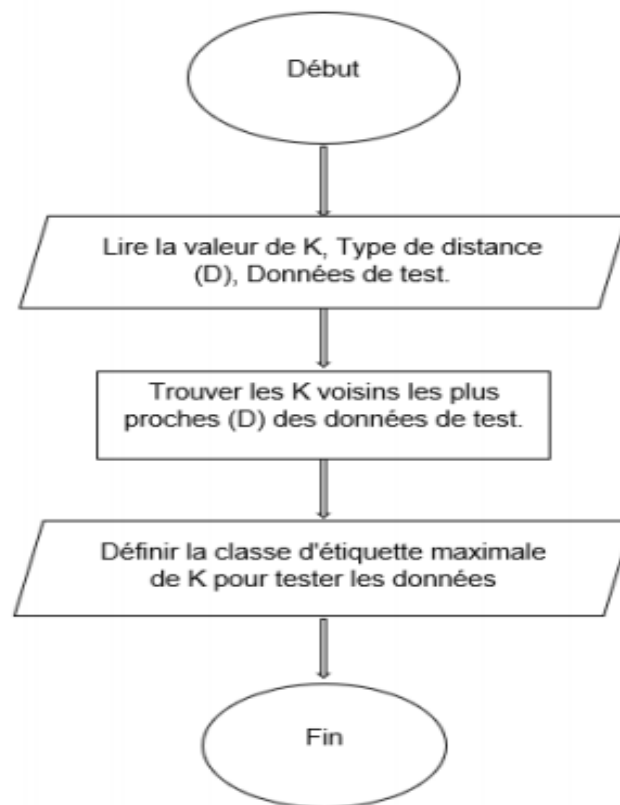 Début
Lire la valeur de K, Type de distance
(D), Données de test.
Trouver les K voisins les plus
proches (D) des données de test.
Définir la classe d'étiquette maximale
de K pour tester les données
Fin